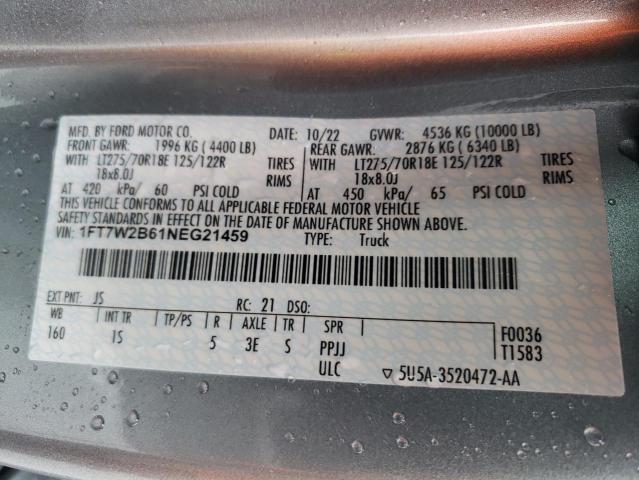 MFD. BY FORD MOTOR CO. DATE: 10/22 GVWR: 4536 KG (10000 LB)
FRONT GAWR: 1996 KG (4400 LB) REAR GAWR: 2876 KG (6340 LB)
WITH LT275/70R18E 125/122R TIRES WITH LT275/70R18E 125/122R TIRES
18x8.0J RIMS 18x8.0J RIMS
AT 420 kPa/ 60 PSI COLD AT 450 kPa/ 65 PSI COLD
THIS VEHICLE CONFORMS TO ALL APPLICABLE FEDERAL MOTOR VEHICLE
SAFETY STANDARDS IN EFFECT ON THE DATE OF MANUFACTURE SHOWN ABOVE
VIN: 1FT7W2B61NEG21459 TYPE: Truck
EXT PNT: JS RC: 21 DSO:
WB INT TR TP/PS R AXLE TR SPR F0036
160 1S 5 3E S PPJJ T1583
ULC ▽ 5U5A-3520472-AA